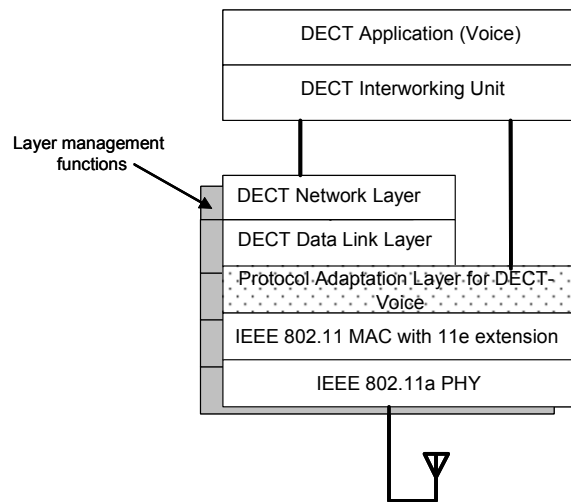 DECT Application (Voice)
DECT Interworking Unit
Layer management
functions
DECT Network Layer
DECT Data Link Layer
Protocol Adaptation Layer for DECT-
Voice
IEEE 802.11 MAC with 11e extension
IEEE 802.11a PHY